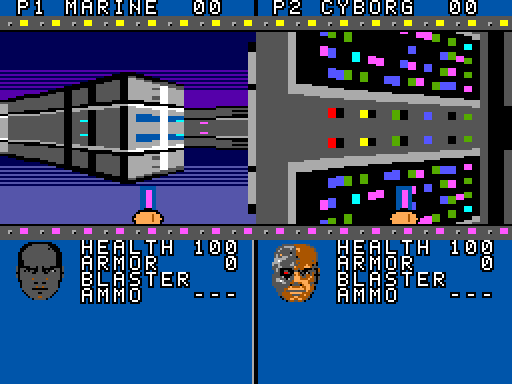 P1 MARINE 00
P2 CYBORG 00
HEALTH 100
ARMOR 0
BLASTER
AMMO ---
HEALTH 100
ARMOR 0
BLASTER
AMMO ---